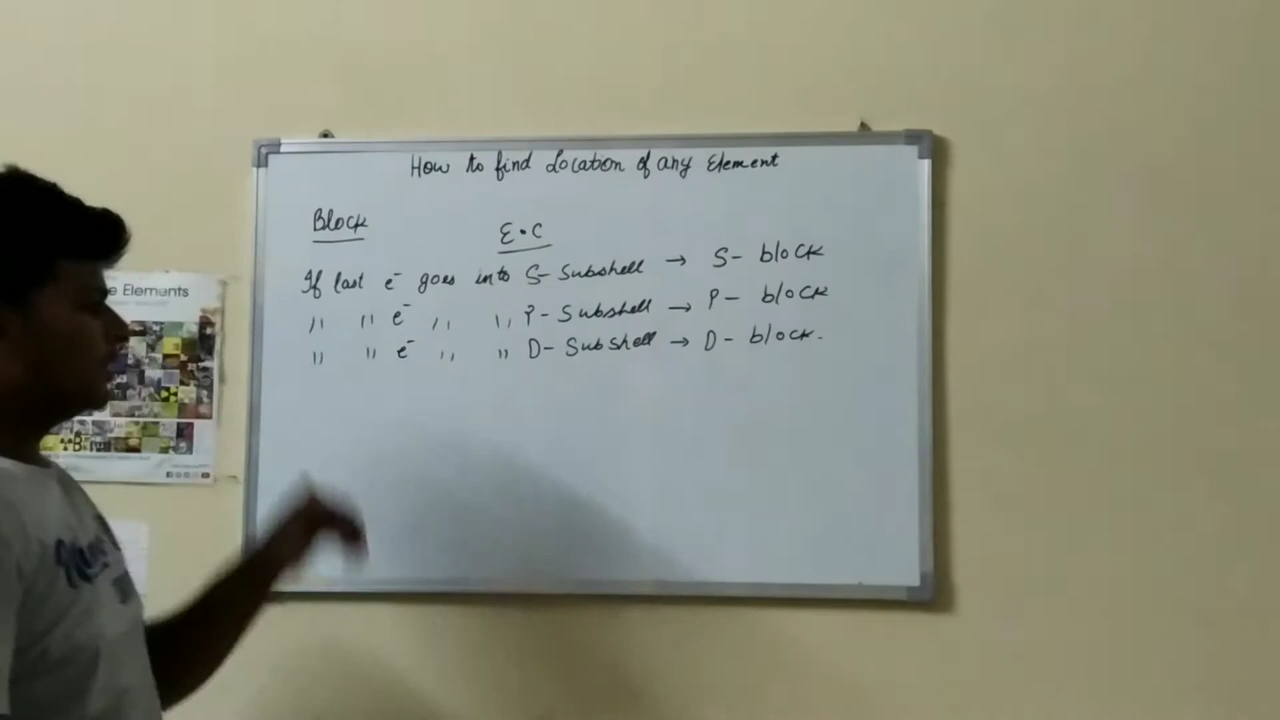 How to find Location of any Element
Block
E.C
If last e⁻ goes into S-Subshell → S- block
,, ,, e⁻ ,, ,, P-Subshell → P- block
,, ,, e⁻ ,, ,, D-Subshell → D- block.
e Elements